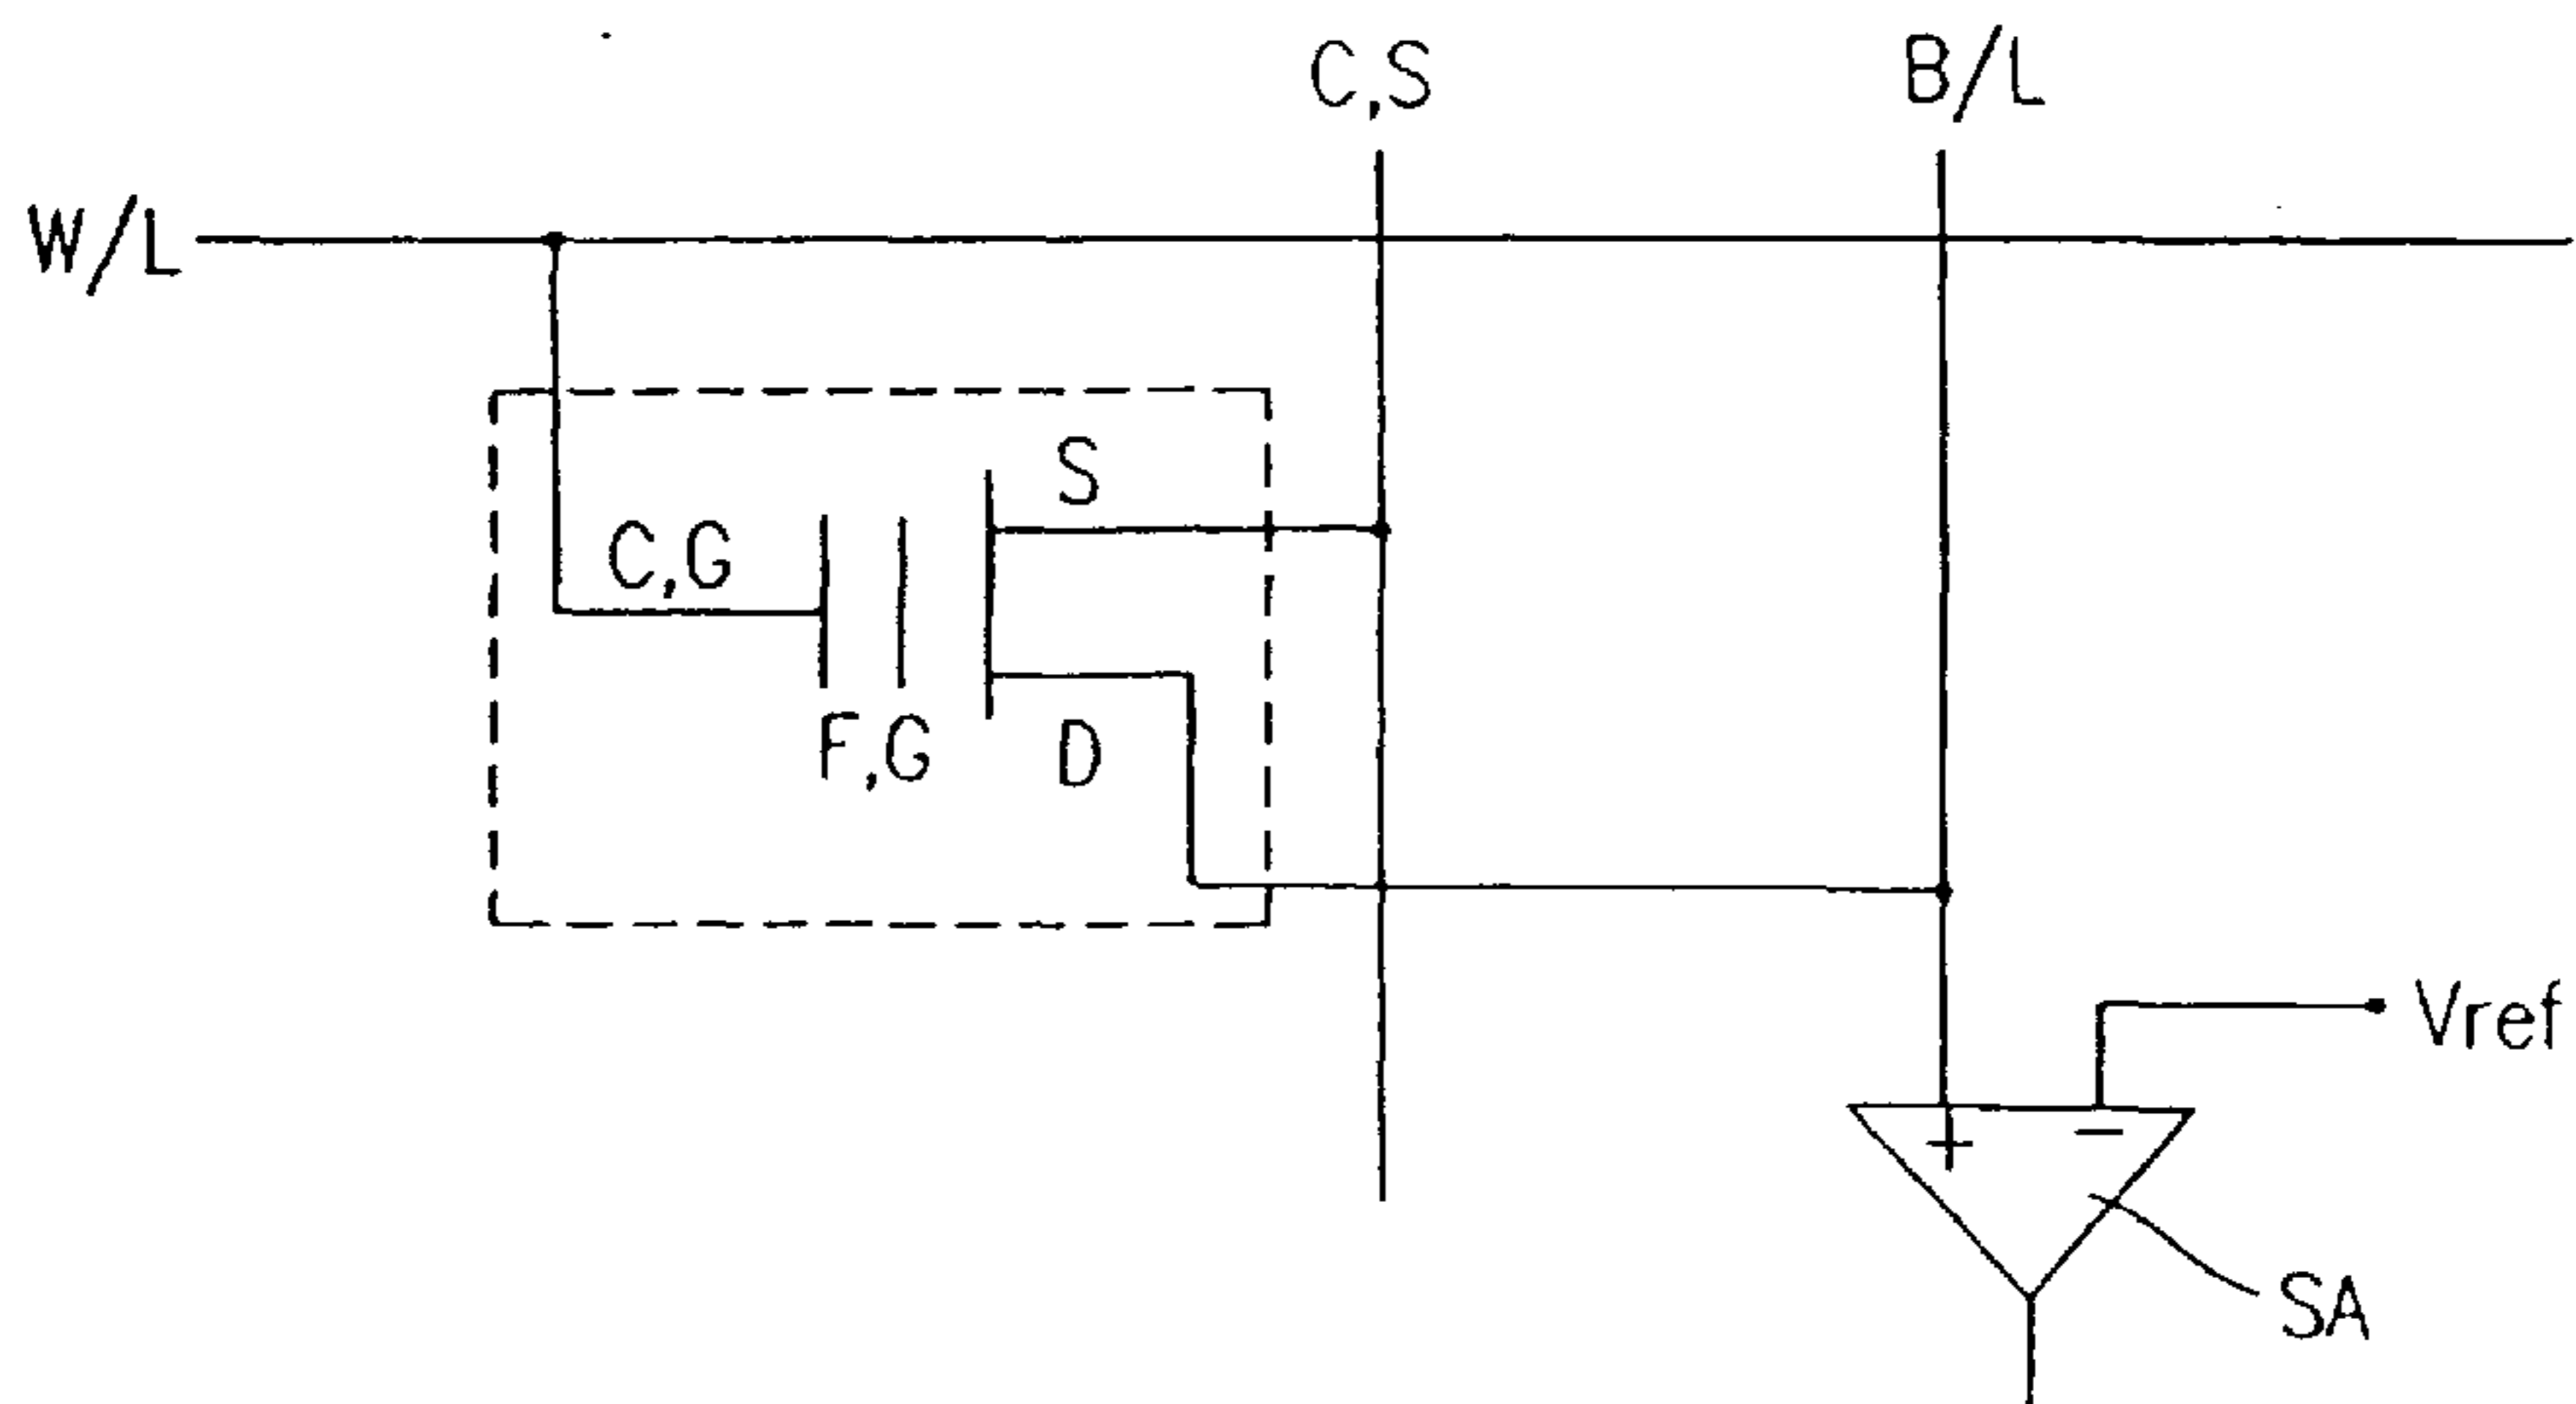 C,S
B/L
W/L
S
C,G
F,G
D
Vref
+
−
SA